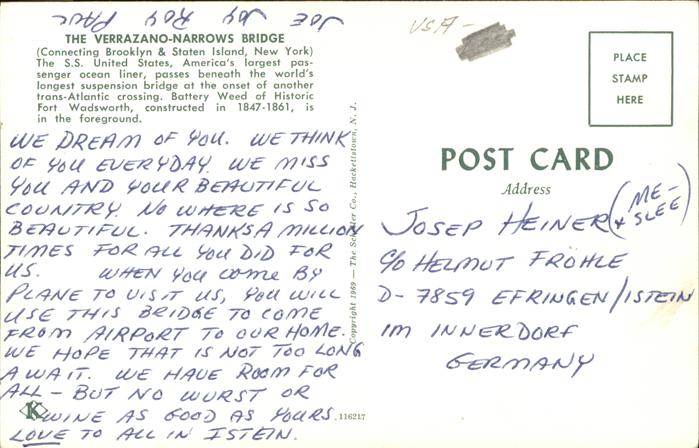 JOE JOY ROY PAUL
THE VERRAZANO-NARROWS BRIDGE
(Connecting Brooklyn & Staten Island, New York)
The S.S. United States, America's largest pas-
senger ocean liner, passes beneath the world's
longest suspension bridge at the onset of another
trans-Atlantic crossing. Battery Weed of Historic
Fort Wadsworth, constructed in 1847-1861, is
in the foreground.
WE DREAM OF YOU. WE THINK
OF YOU EVERYDAY. WE MISS
YOU AND YOUR BEAUTIFUL
COUNTRY. NO WHERE IS SO
BEAUTIFUL. THANKS A MILLION
TIMES FOR ALL YOU DID FOR
US. WHEN YOU COME BY
PLANE TO VISIT US, YOU WILL
USE THIS BRIDGE TO COME
FROM AIRPORT TO OUR HOME.
WE HOPE THAT IS NOT TOO LONG
A WAIT. WE HAVE ROOM FOR
ALL - BUT NO WURST OR
WINE AS GOOD AS YOURS.
LOVE TO ALL IN ISTEIN.
K
116217
Copyright 1969 — The Scheller Co., Hackettstown, N. J.
USA -
PLACE
STAMP
HERE
POST CARD
Address
JOSEP HEINER (ME-
+ SLEE)
C/O HELMUT FRÖHLE
D- 7859 EFRINGEN/ISTEIN
IM INNERDORF
GERMANY